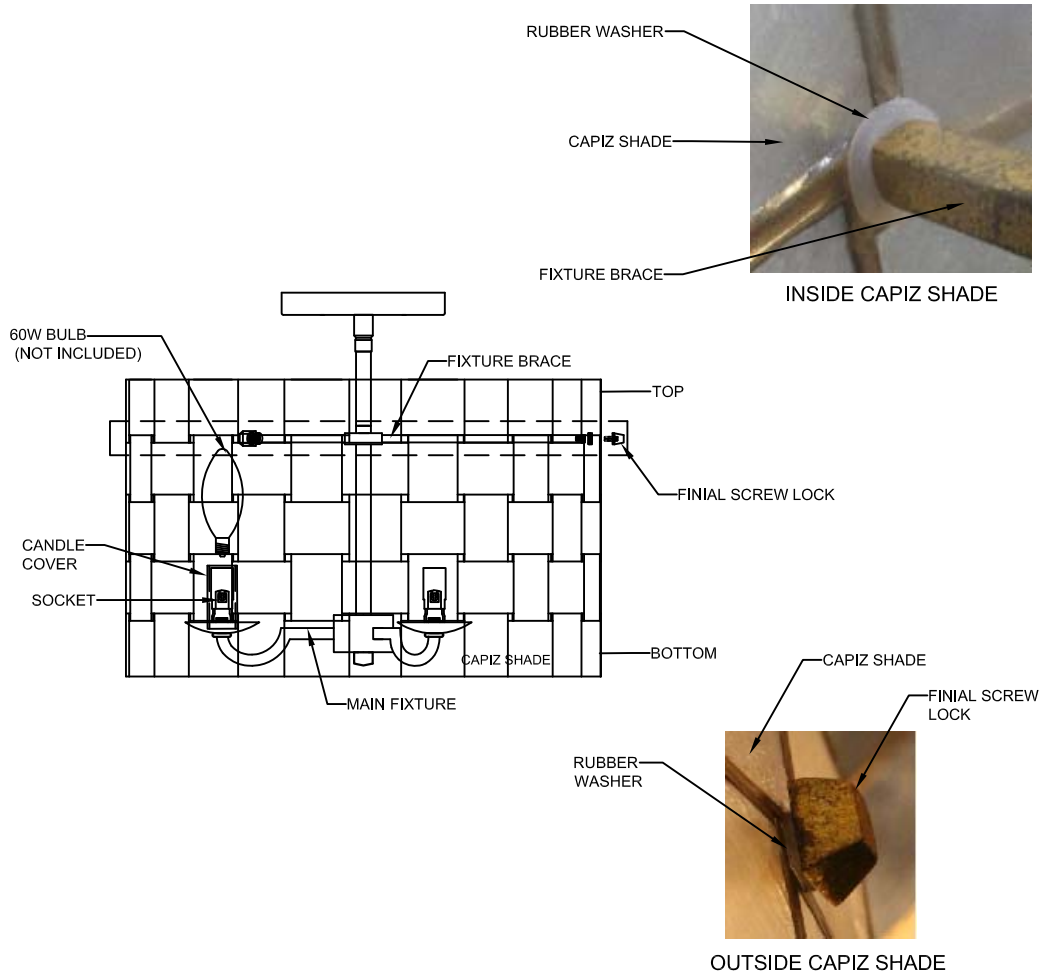 RUBBER WASHER
CAPIZ SHADE
FIXTURE BRACE
INSIDE CAPIZ SHADE
60W BULB
(NOT INCLUDED)
FIXTURE BRACE
TOP
FINIAL SCREW LOCK
CANDLE
COVER
SOCKET
CAPIZ SHADE
BOTTOM
MAIN FIXTURE
CAPIZ SHADE
FINIAL SCREW
LOCK
RUBBER
WASHER
OUTSIDE CAPIZ SHADE